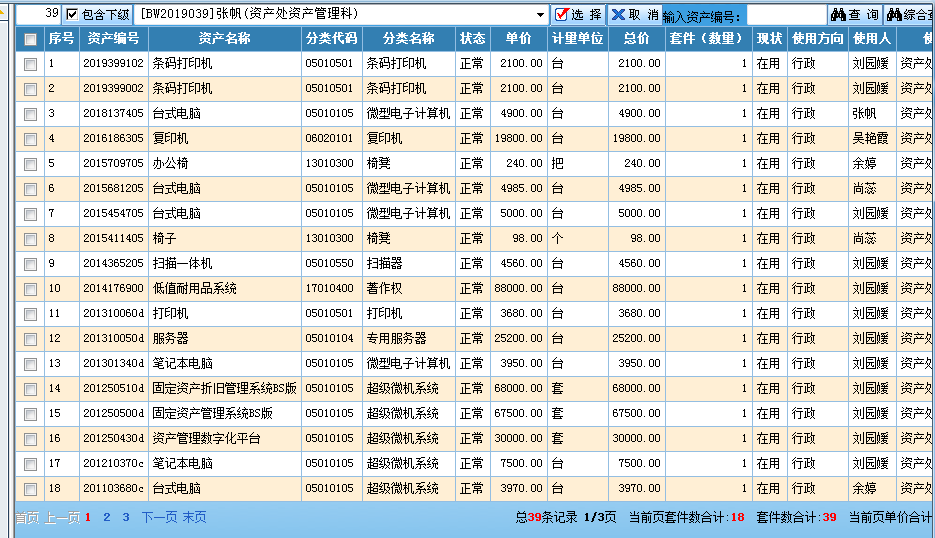 39 包含下级 [BW2019039]张帆(资产处资产管理科) 选 择 取 消 输入资产编号: 查 询 综合查
序号 资产编号 资产名称 分类代码 分类名称 状态 单价 计量单位 总价 套件（数量） 现状 使用方向 使用人 使
1 2019399102 条码打印机 05010501 条码打印机 正常 2100.00 台 2100.00 1 在用 行政 刘园媛 资产处
2 2019399002 条码打印机 05010501 条码打印机 正常 2100.00 台 2100.00 1 在用 行政 刘园媛 资产处
3 2018137405 台式电脑 05010105 微型电子计算机 正常 4900.00 台 4900.00 1 在用 行政 张帆 资产处
4 2016186305 复印机 06020101 复印机 正常 19800.00 台 19800.00 1 在用 行政 吴艳霞 资产处
5 2015709705 办公椅 13010300 椅凳 正常 240.00 把 240.00 1 在用 行政 余婷 资产处
6 2015681205 台式电脑 05010105 微型电子计算机 正常 4985.00 台 4985.00 1 在用 行政 尚蕊 资产处
7 2015454705 台式电脑 05010105 微型电子计算机 正常 5000.00 台 5000.00 1 在用 行政 刘园媛 资产处
8 2015411405 椅子 13010300 椅凳 正常 98.00 个 98.00 1 在用 行政 尚蕊 资产处
9 2014365205 扫描一体机 05010550 扫描器 正常 4560.00 台 4560.00 1 在用 行政 刘园媛 资产处
10 2014176900 低值耐用品系统 17010400 著作权 正常 88000.00 台 88000.00 1 在用 行政 刘园媛 资产处
11 201310060d 打印机 05010501 打印机 正常 3680.00 台 3680.00 1 在用 行政 刘园媛 资产处
12 201310050d 服务器 05010104 专用服务器 正常 25200.00 台 25200.00 1 在用 行政 刘园媛 资产处
13 201301340d 笔记本电脑 05010105 微型电子计算机 正常 3950.00 台 3950.00 1 在用 行政 刘园媛 资产处
14 201250510d 固定资产折旧管理系统BS版 05010105 超级微机系统 正常 68000.00 套 68000.00 1 在用 行政 刘园媛 资产处
15 201250500d 固定资产管理系统BS版 05010105 超级微机系统 正常 67500.00 套 67500.00 1 在用 行政 刘园媛 资产处
16 201250430d 资产管理数字化平台 05010105 超级微机系统 正常 30000.00 套 30000.00 1 在用 行政 刘园媛 资产处
17 201210370c 笔记本电脑 05010105 超级微机系统 正常 7500.00 台 7500.00 1 在用 行政 刘园媛 资产处
18 201103680c 台式电脑 05010105 超级微机系统 正常 3970.00 台 3970.00 1 在用 行政 余婷 资产处
首页 上一页 1 2 3 下一页 末页 总39条记录 1/3页 当前页套件数合计:18 套件数合计:39 当前页单价合计